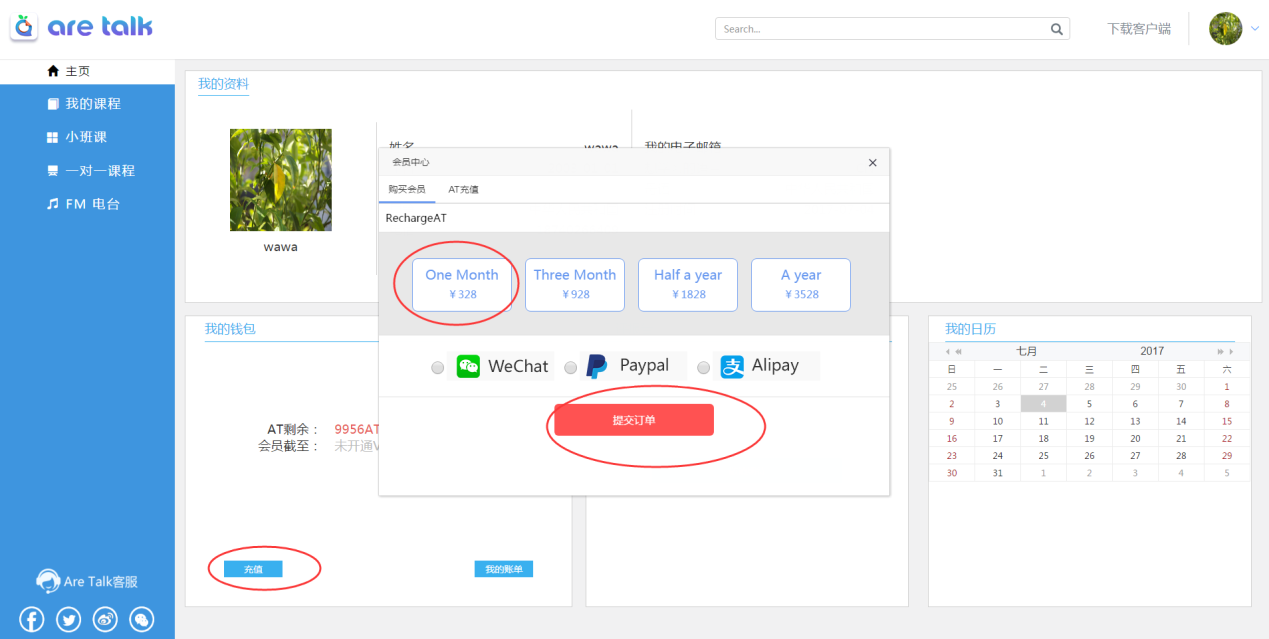 are talk
Search...
下载客户端
主页
我的课程
小班课
一对一课程
FM 电台
Are Talk客服
我的资料
wawa
姓名
wawa
我的电子邮箱
会员中心
购买会员 AT充值
RechargeAT
One Month Three Month Half a year A year
¥ 328 ¥ 928 ¥ 1828 ¥ 3528
WeChat Paypal Alipay
提交订单
我的钱包
AT剩余： 9956AT
会员截至： 未开通V
充值 我的账单
我的日历
七月 2017
日 一 二 三 四 五 六
25 26 27 28 29 30 1
2 3 4 5 6 7 8
9 10 11 12 13 14 15
16 17 18 19 20 21 22
23 24 25 26 27 28 29
30 31 1 2 3 4 5